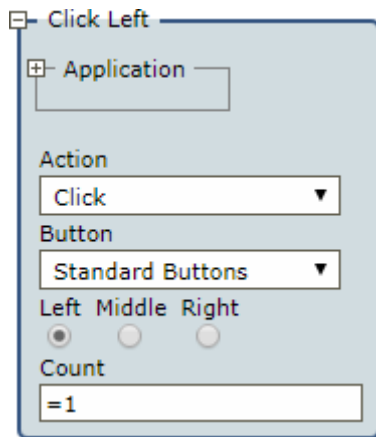 Click Left
Application
Action
Click
Button
Standard Buttons
Left Middle Right
Count
=1